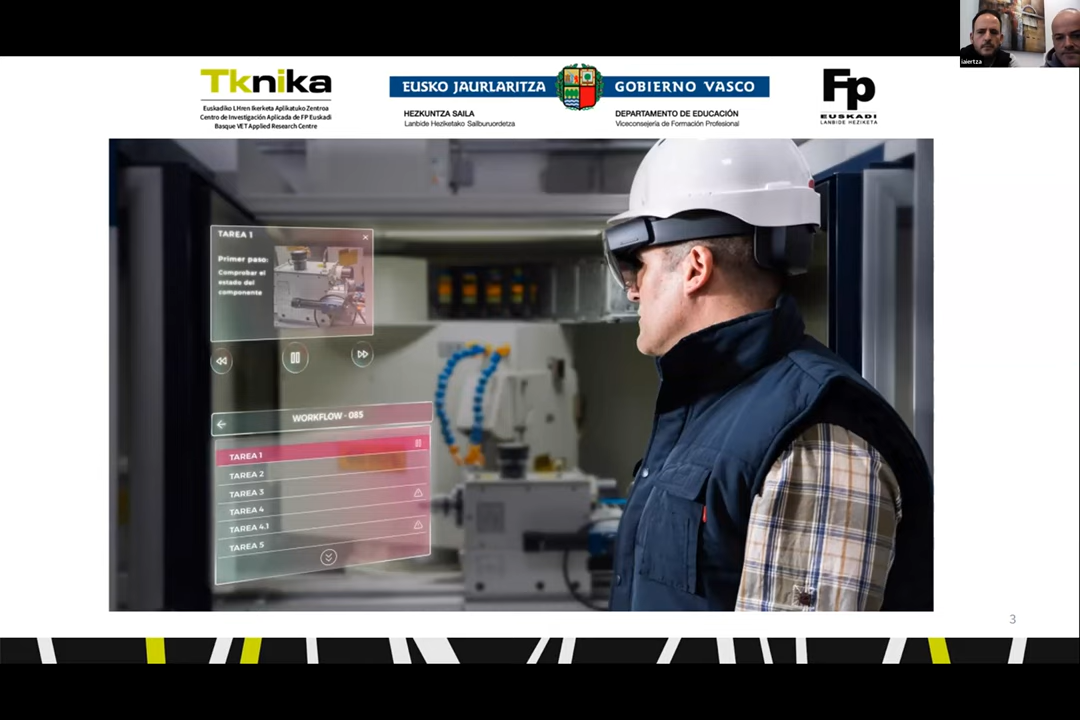 iaiertza
Tknika
Euskadiko LHren Ikerketa Aplikatuko Zentroa
Centro de Investigación Aplicada de FP Euskadi
Basque VET Applied Research Centre
EUSKO JAURLARITZA
GOBIERNO VASCO
HEZKUNTZA SAILA
Lanbide Heziketako Sailburuordetza
DEPARTAMENTO DE EDUCACIÓN
Viceconsejería de Formación Profesional
Fp
EUSKADI
LANBIDE HEZIKETA
TAREA 1
Primer paso:
Comprobar el
estado del
componente
WORKFLOW - 085
TAREA 1
TAREA 2
TAREA 3
TAREA 4
TAREA 4.1
TAREA 5
3